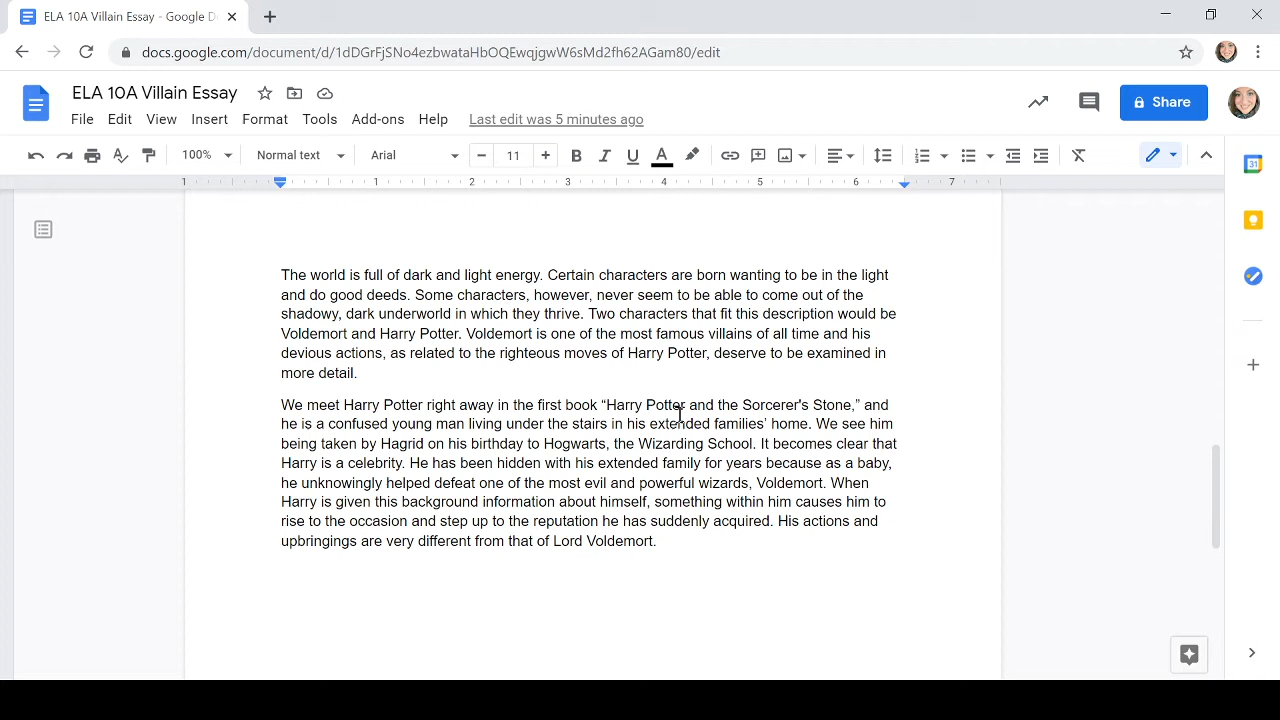 ELA 10A Villain Essay - Google D
docs.google.com/document/d/1dDGrFjSNo4ezbwataHbOQEwqjgwW6sMd2fh62AGam80/edit
ELA 10A Villain Essay
Share
File Edit View Insert Format Tools Add-ons Help Last edit was 5 minutes ago
100% Normal text Arial − 11 + B I U A
1 1 2 3 4 5 6 7
31
The world is full of dark and light energy. Certain characters are born wanting to be in the light
and do good deeds. Some characters, however, never seem to be able to come out of the
shadowy, dark underworld in which they thrive. Two characters that fit this description would be
Voldemort and Harry Potter. Voldemort is one of the most famous villains of all time and his
devious actions, as related to the righteous moves of Harry Potter, deserve to be examined in
more detail.
We meet Harry Potter right away in the first book “Harry Potter and the Sorcerer's Stone,” and
he is a confused young man living under the stairs in his extended families’ home. We see him
being taken by Hagrid on his birthday to Hogwarts, the Wizarding School. It becomes clear that
Harry is a celebrity. He has been hidden with his extended family for years because as a baby,
he unknowingly helped defeat one of the most evil and powerful wizards, Voldemort. When
Harry is given this background information about himself, something within him causes him to
rise to the occasion and step up to the reputation he has suddenly acquired. His actions and
upbringings are very different from that of Lord Voldemort.